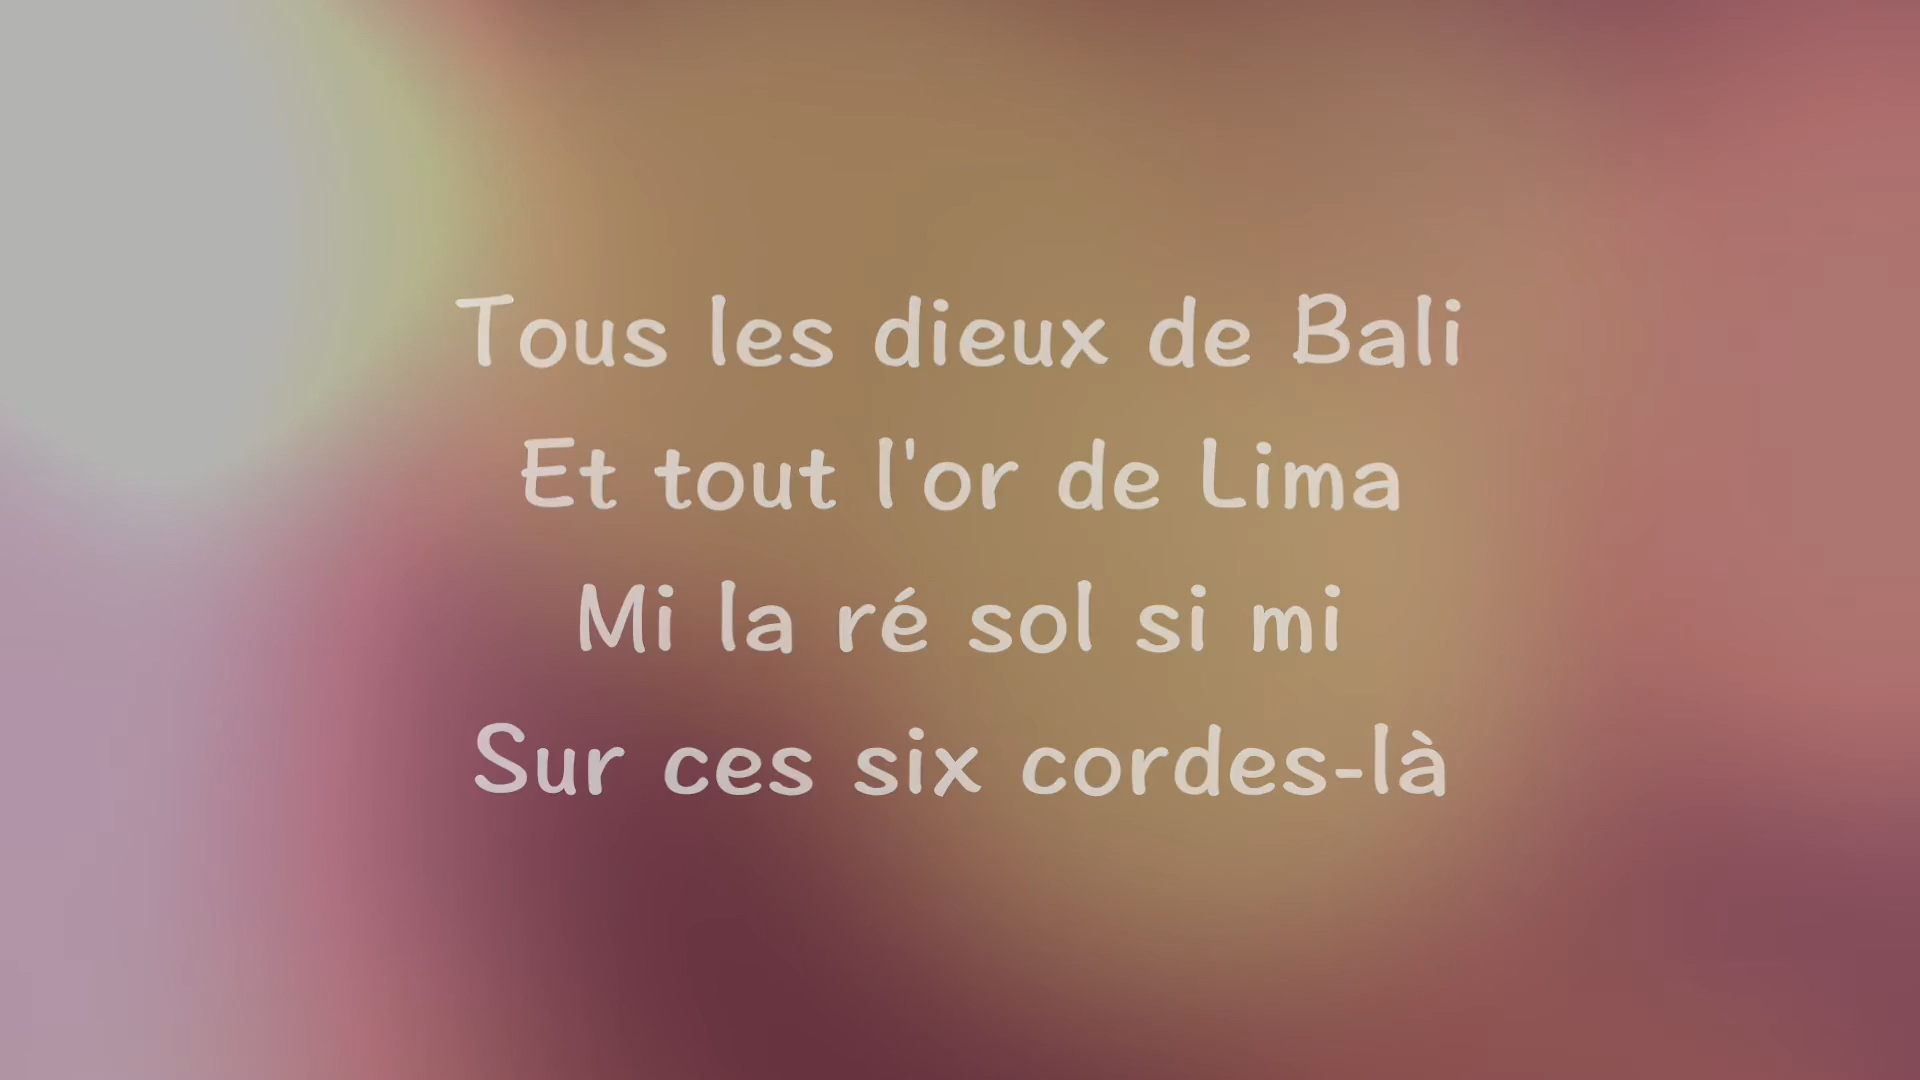 Tous les dieux de Bali
Et tout l'or de Lima
Mi la ré sol si mi
Sur ces six cordes-là